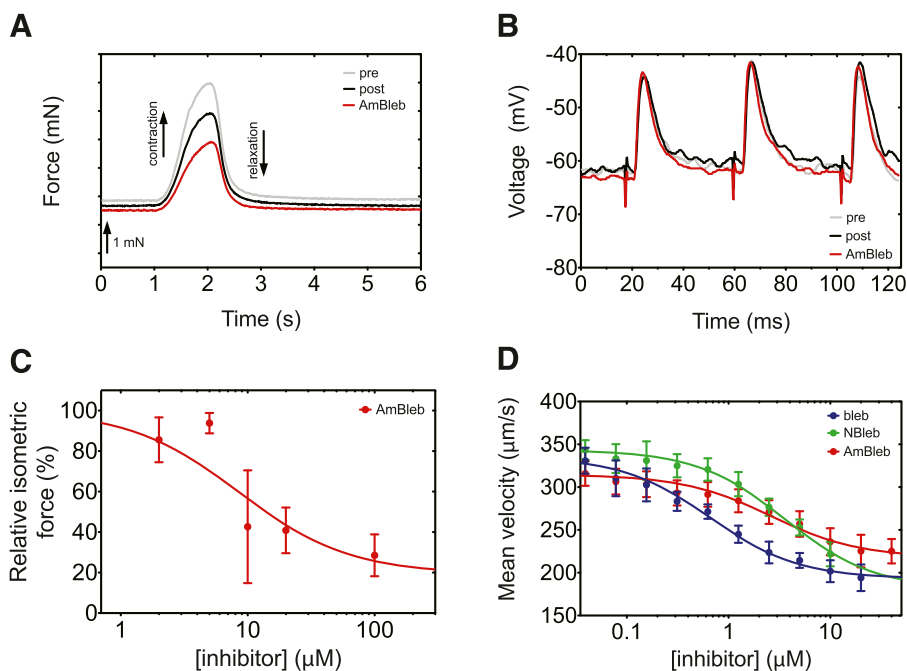 A
Force (mN)
contraction
relaxation
pre
post
AmBleb
1 mN
0 1 2 3 4 5 6
Time (s)
B
Voltage (mV)
-40
-50
-60
-70
-80
pre
post
AmBleb
0 20 40 60 80 100 120
Time (ms)
C
Relative isometric
force (%)
100
80
60
40
20
0
AmBleb
1 10 100
[inhibitor] (μM)
D
Mean velocity (μm/s)
400
350
300
250
200
150
bleb
NBleb
AmBleb
0.1 1 10
[inhibitor] (μM)